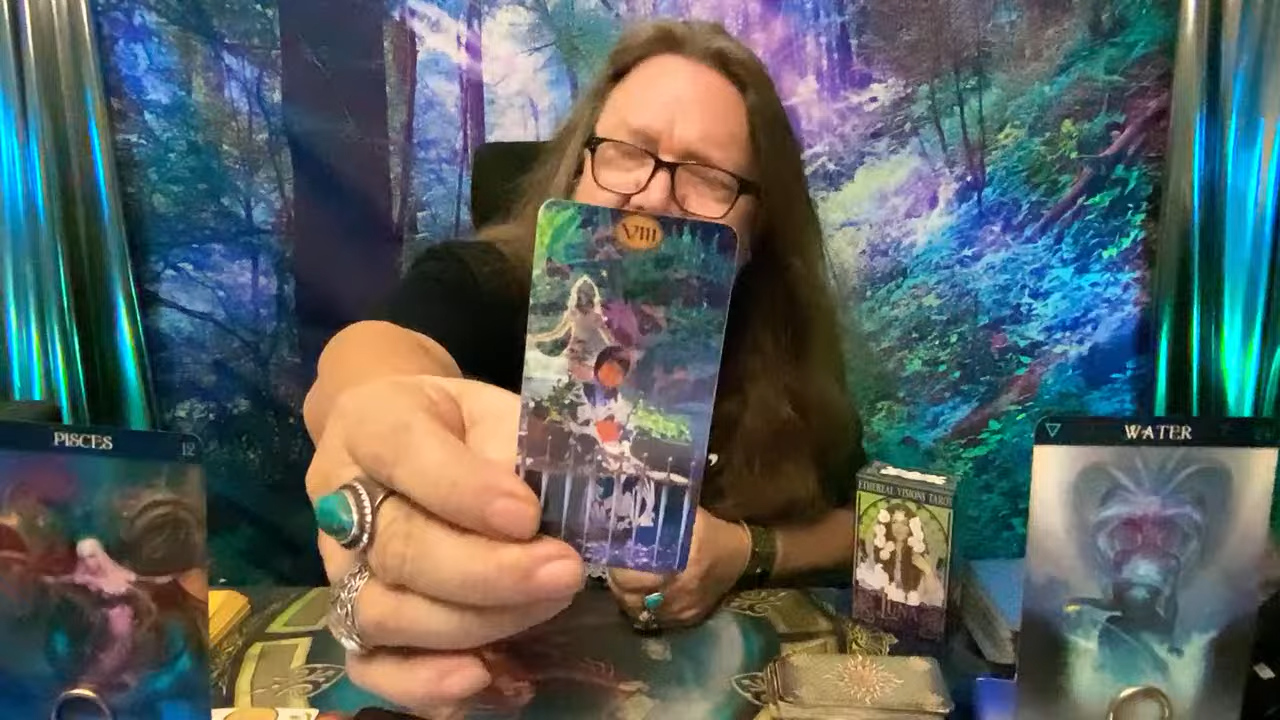 VIII
PISCES
12
WATER
ETHEREAL VISIONS TAROT